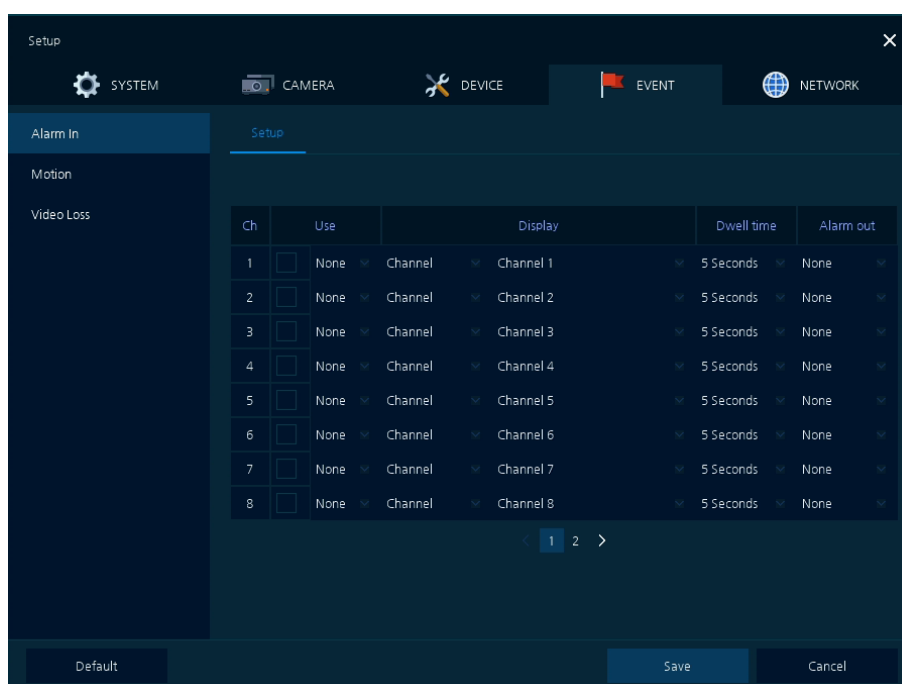 Setup
SYSTEM CAMERA DEVICE EVENT NETWORK
Alarm In
Motion
Video Loss
Setup
Ch Use Display Dwell time Alarm out
1 None Channel Channel 1 5 Seconds None
2 None Channel Channel 2 5 Seconds None
3 None Channel Channel 3 5 Seconds None
4 None Channel Channel 4 5 Seconds None
5 None Channel Channel 5 5 Seconds None
6 None Channel Channel 6 5 Seconds None
7 None Channel Channel 7 5 Seconds None
8 None Channel Channel 8 5 Seconds None
1 2
Default Save Cancel